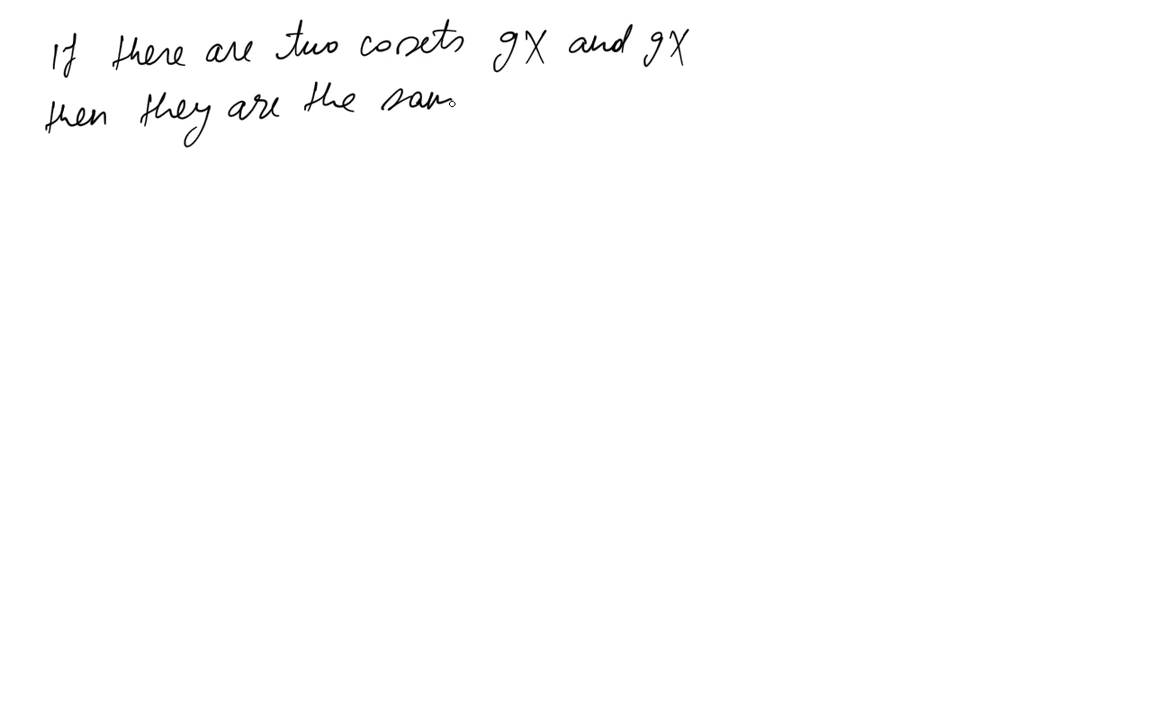 If there are two cosets gX and gX
then they are the sam